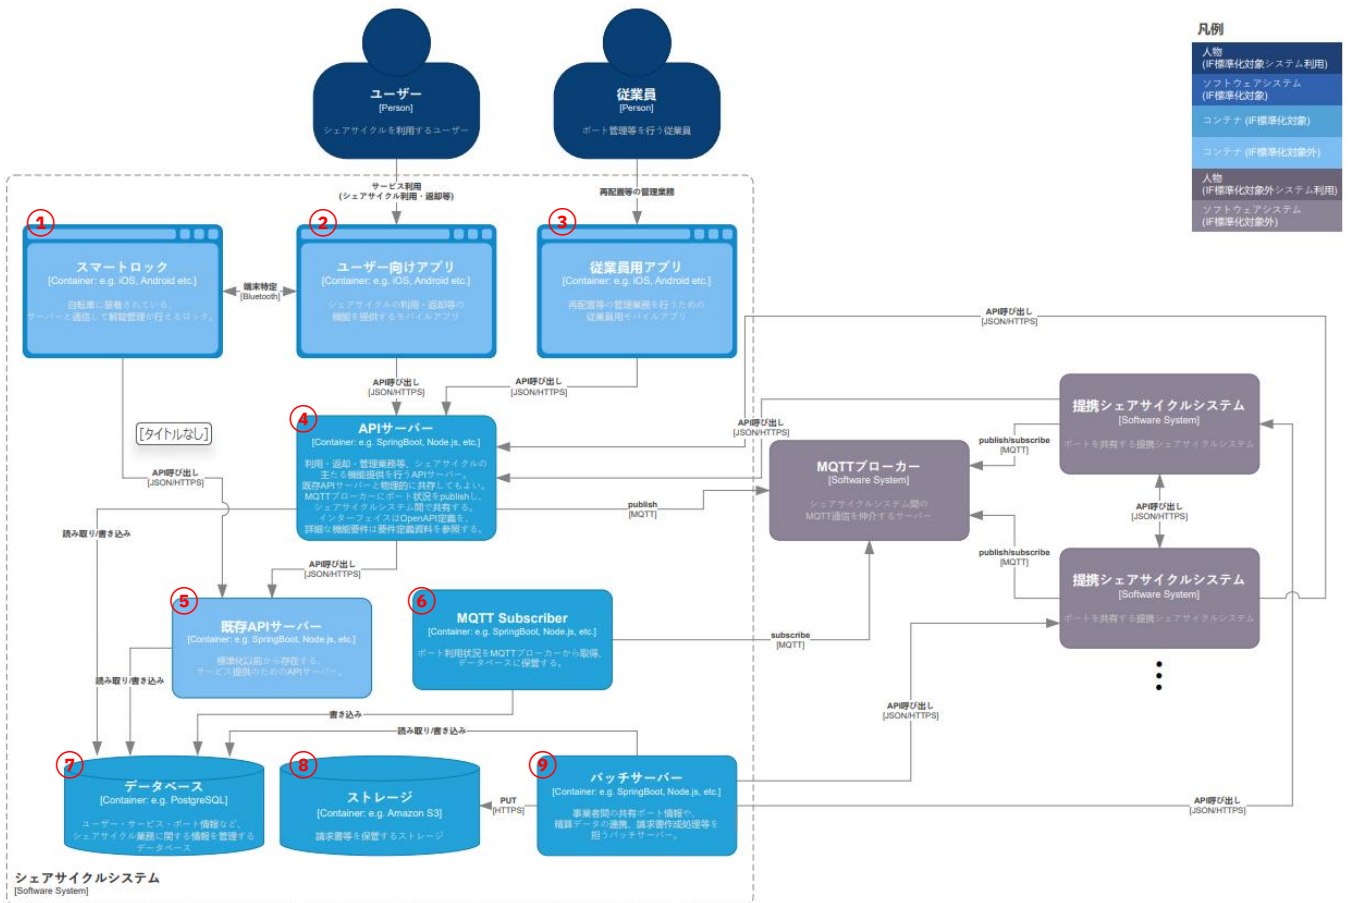 凡例
人物
(IF標準化対象システム利用)
ソフトウェアシステム
(IF標準化対象)
コンテナ (IF標準化対象)
コンテナ (IF標準化対象外)
人物
(IF標準化対象外システム利用)
ソフトウェアシステム
(IF標準化対象外)
ユーザー
[Person]
シェアサイクルを利用するユーザー
従業員
[Person]
ポート管理等を行う従業員
サービス利用
(シェアサイクル利用・返却等)
再配置等の管理業務
①
スマートロック
[Container: e.g. iOS, Android etc.]
自転車に装着されている、
サーバーと通信して解錠管理が行えるロック。
端末特定
[Bluetooth]
②
ユーザー向けアプリ
[Container: e.g. iOS, Android etc.]
シェアサイクルの利用・返却等の
機能を提供するモバイルアプリ
③
従業員用アプリ
[Container: e.g. iOS, Android etc.]
再配置等の管理業務を行うための
従業員用モバイルアプリ
API呼び出し
[JSON/HTTPS]
API呼び出し
[JSON/HTTPS]
API呼び出し
[JSON/HTTPS]
[タイトルなし]
④
APIサーバー
[Container: e.g. SpringBoot, Node.js, etc.]
利用・返却・管理業務等、シェアサイクルの
主たる機能提供を行うAPIサーバー。
既存APIサーバーと物理的に共存してもよい。
MQTTブローカーにポート状況をpublishし、
シェアサイクルシステム間で共有する。
インターフェイスはOpenAPI定義を、
詳細な機能要件は要件定義資料を参照する。
API呼び出し
[JSON/HTTPS]
MQTTブローカー
[Software System]
シェアサイクルシステム間の
MQTT通信を仲介するサーバー
publish/subscribe
[MQTT]
提携シェアサイクルシステム
[Software System]
ポートを共有する提携シェアサイクルシステム
API呼び出し
[JSON/HTTPS]
publish
[MQTT]
API呼び出し
[JSON/HTTPS]
読み取り/書き込み
API呼び出し
[JSON/HTTPS]
publish/subscribe
[MQTT]
提携シェアサイクルシステム
[Software System]
ポートを共有する提携シェアサイクルシステム
⑤
既存APIサーバー
[Container: e.g. SpringBoot, Node.js, etc.]
標準化以前から存在する、
サービス提供のためのAPIサーバー。
⑥
MQTT Subscriber
[Container: e.g. SpringBoot, Node.js, etc.]
ポート利用状況をMQTTブローカーから取得、
データベースに保管する。
subscribe
[MQTT]
読み取り/書き込み
書き込み
読み取り/書き込み
API呼び出し
[JSON/HTTPS]
⑦
データベース
[Container: e.g. PostgreSQL]
ユーザー・サービス・ポート情報など、
シェアサイクル業務に関する情報を管理する
データベース
⑧
ストレージ
[Container: e.g. Amazon S3]
請求書等を保管するストレージ
PUT
[HTTPS]
⑨
バッチサーバー
[Container: e.g. SpringBoot, Node.js, etc.]
事業者間の共有ポート情報や、
精算データの連携、請求書作成処理等を
担うバッチサーバー。
API呼び出し
[JSON/HTTPS]
シェアサイクルシステム
[Software System]